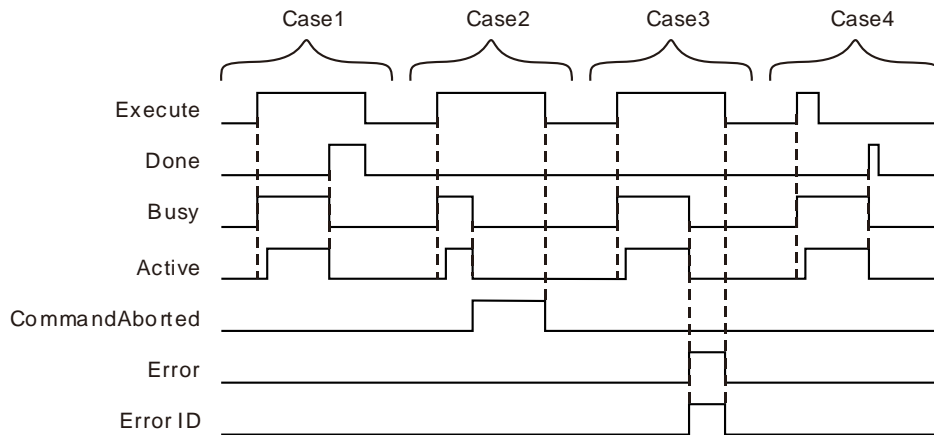 Case1 Case2 Case3 Case4
Execute
Done
Busy
Active
CommandAborted
Error
Error ID